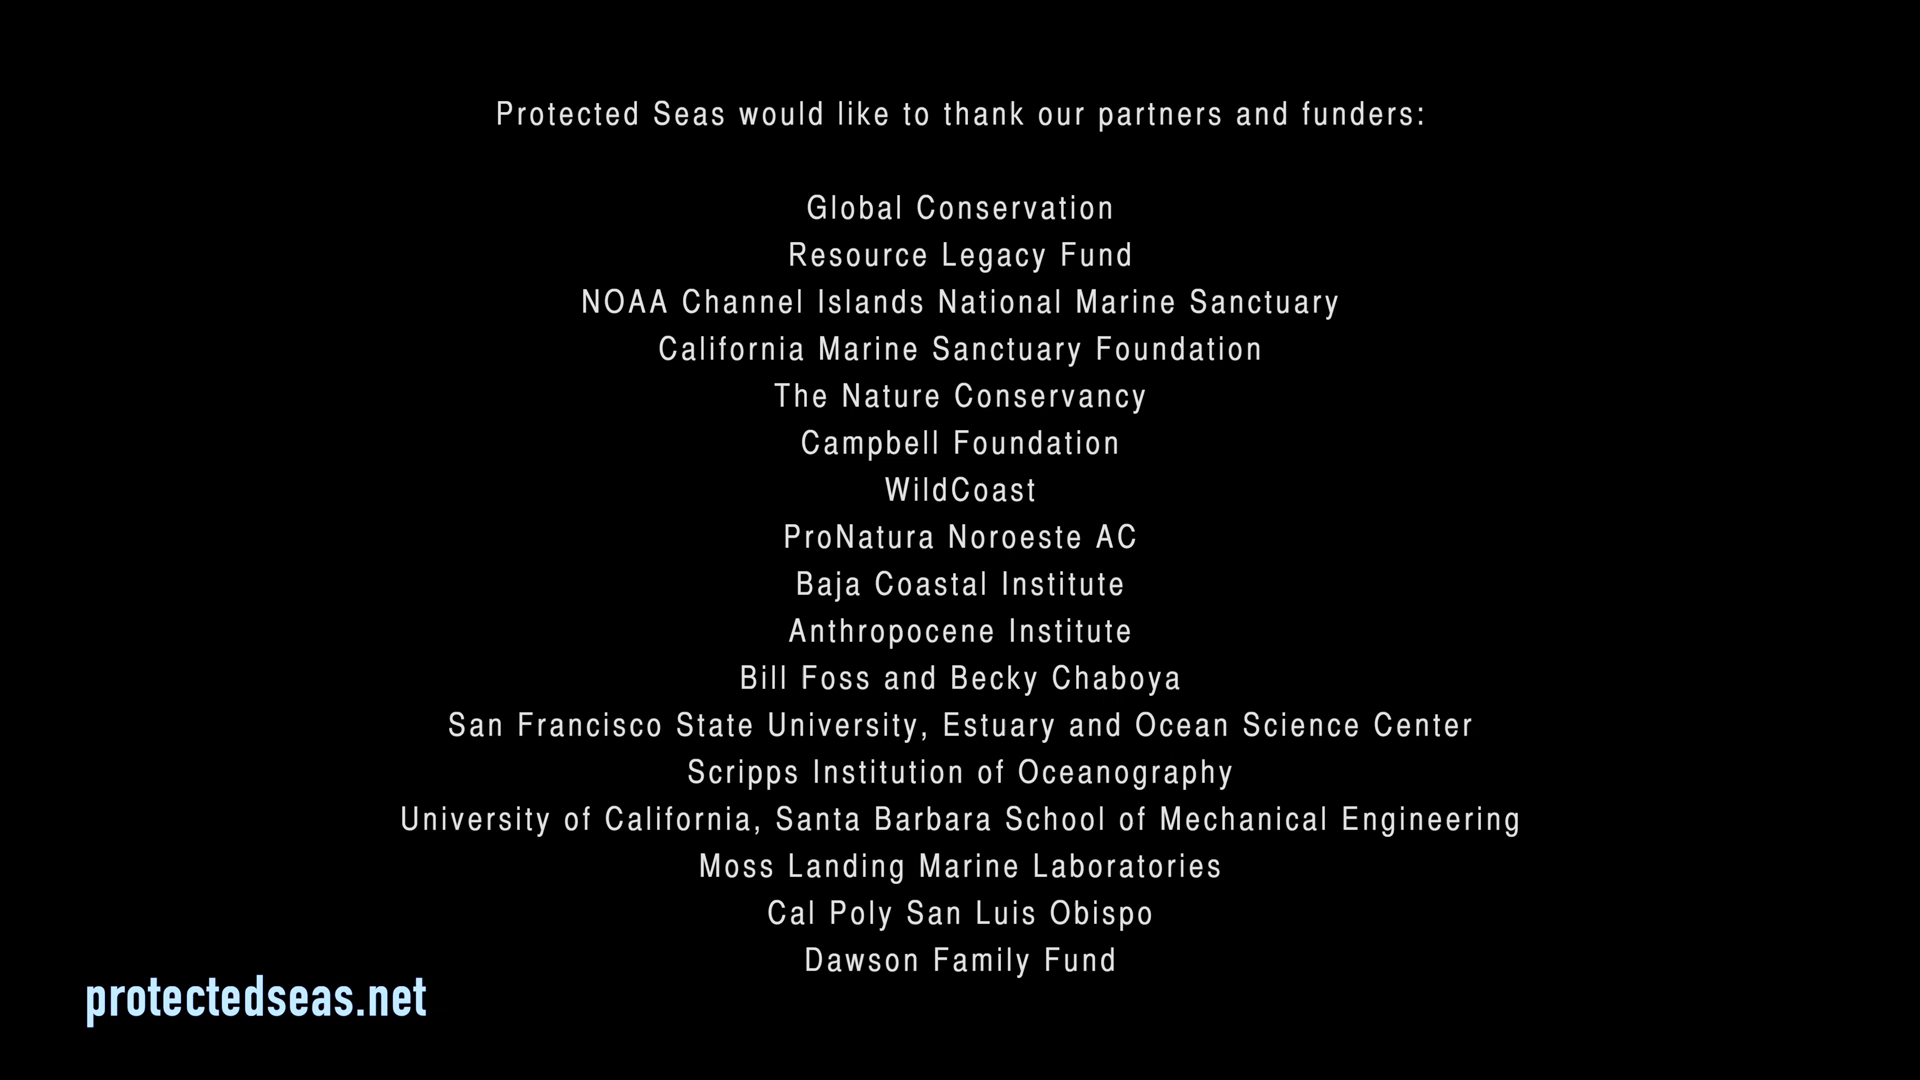 Protected Seas would like to thank our partners and funders:
Global Conservation
Resource Legacy Fund
NOAA Channel Islands National Marine Sanctuary
California Marine Sanctuary Foundation
The Nature Conservancy
Campbell Foundation
WildCoast
ProNatura Noroeste AC
Baja Coastal Institute
Anthropocene Institute
Bill Foss and Becky Chaboya
San Francisco State University, Estuary and Ocean Science Center
Scripps Institution of Oceanography
University of California, Santa Barbara School of Mechanical Engineering
Moss Landing Marine Laboratories
Cal Poly San Luis Obispo
Dawson Family Fund
protectedseas.net